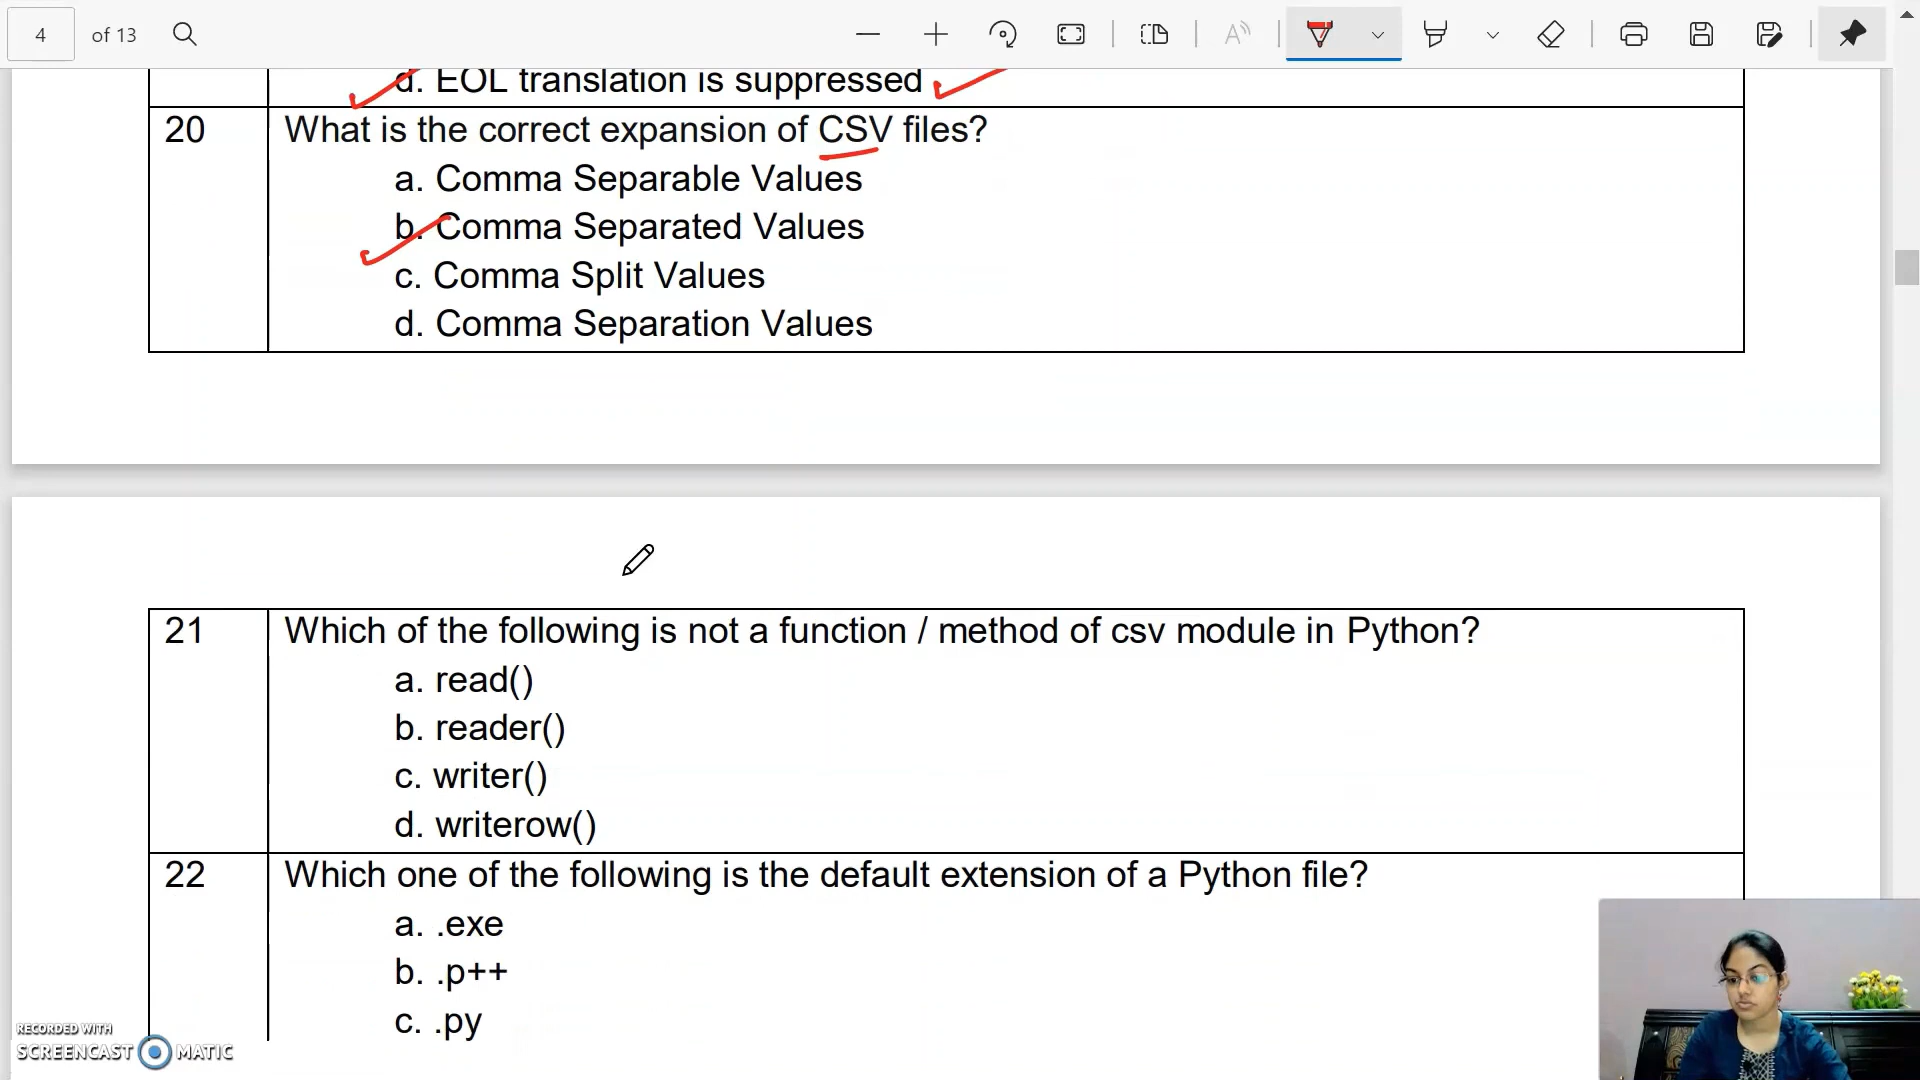 4 of 13
d. EOL translation is suppressed
20 What is the correct expansion of CSV files?
a. Comma Separable Values
b. Comma Separated Values
c. Comma Split Values
d. Comma Separation Values
21 Which of the following is not a function / method of csv module in Python?
a. read()
b. reader()
c. writer()
d. writerow()
22 Which one of the following is the default extension of a Python file?
a. .exe
b. .p++
c. .py
RECORDED WITH
SCREENCAST MATIC